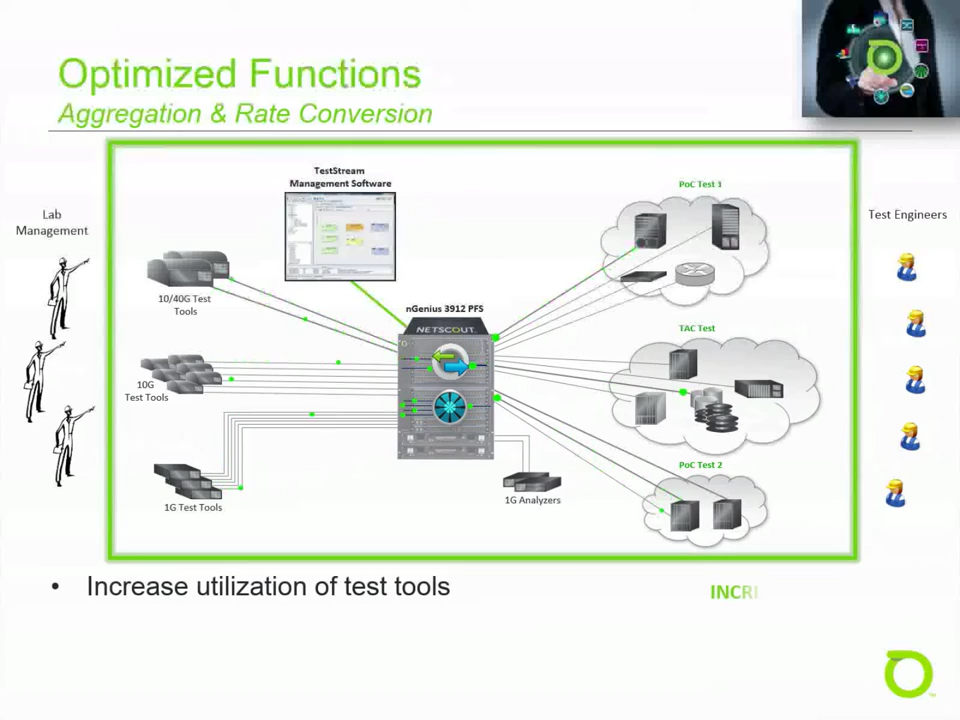 Optimized Functions
Aggregation & Rate Conversion
TestStream
Management Software
PoC Test 1
Lab
Management
Test Engineers
10/40G Test
Tools
nGenius 3912 PFS
NETSCOUT.
TAC Test
10G
Test Tools
PoC Test 2
1G Analyzers
1G Test Tools
• Increase utilization of test tools
INCRI